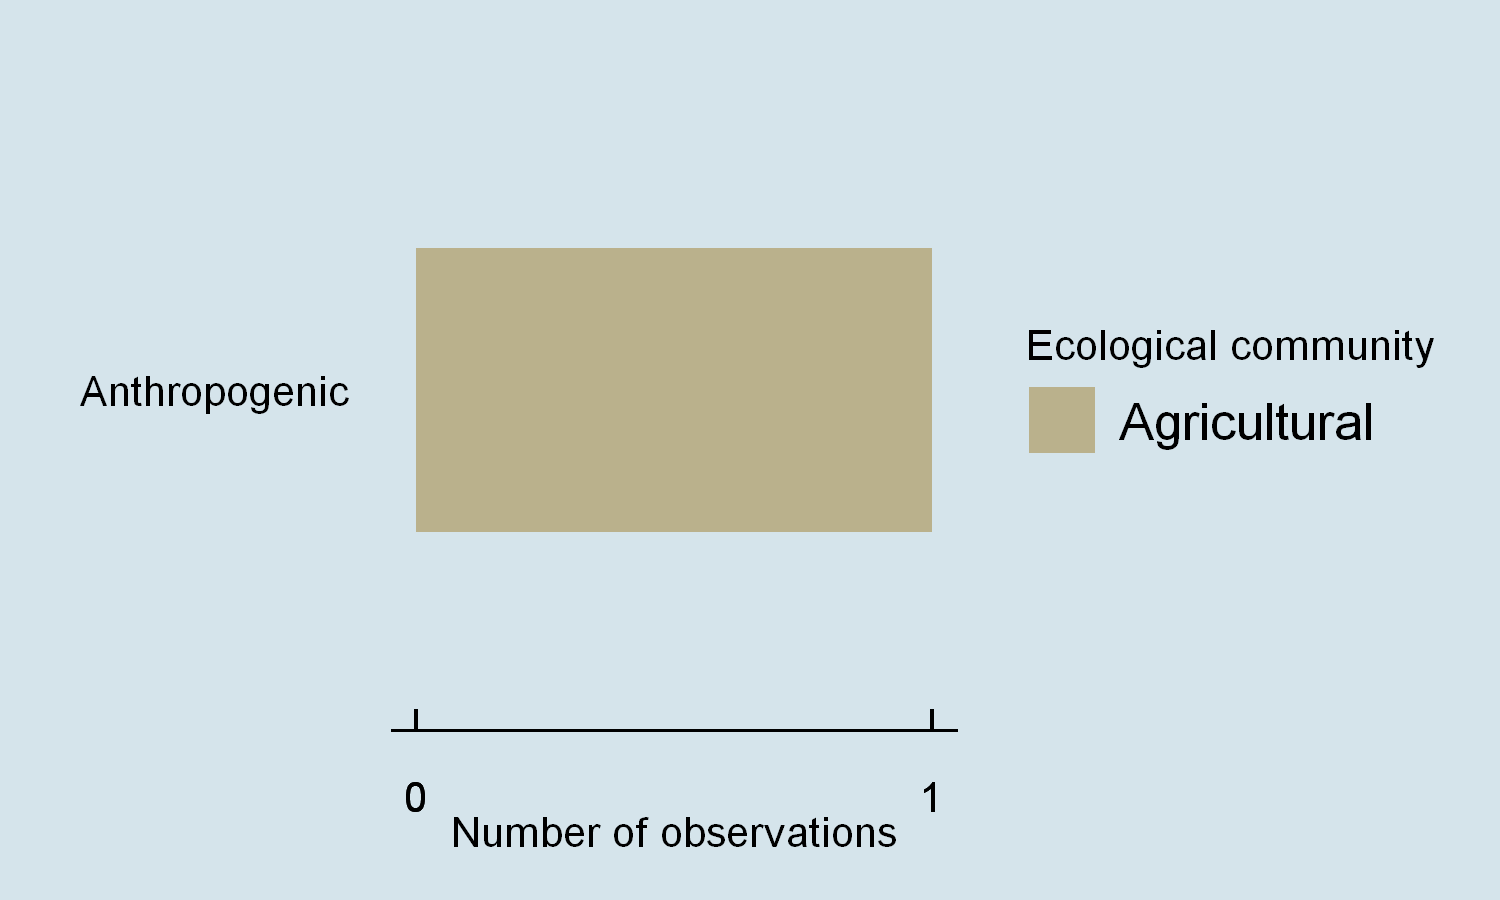 Anthropogenic
Ecological community
Agricultural
0
1
Number of observations